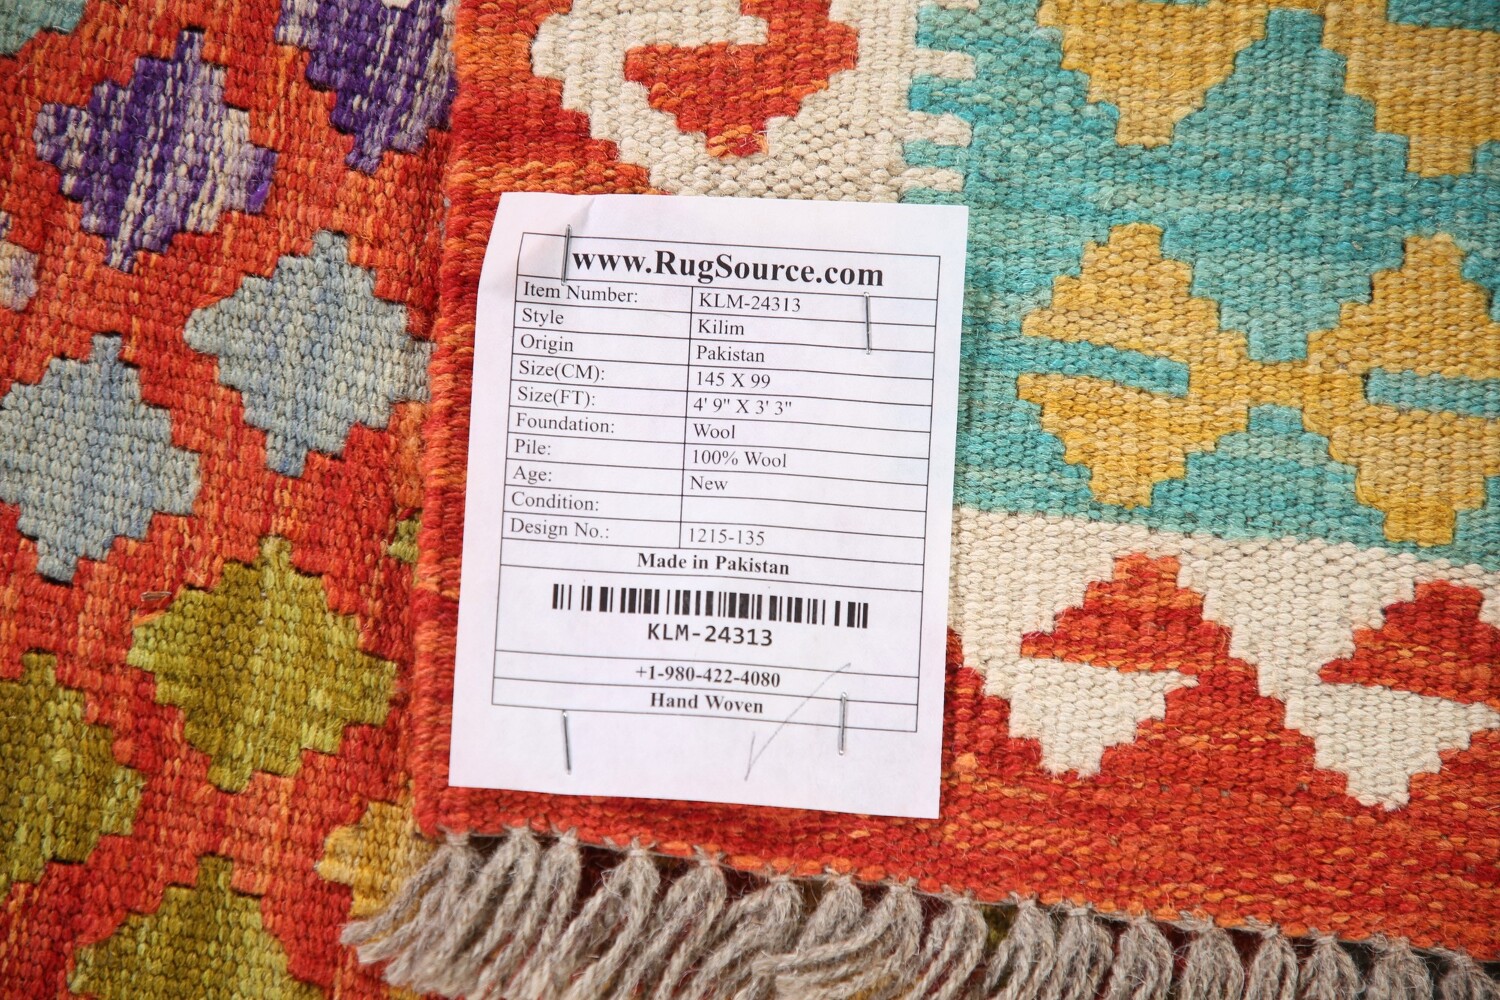 www.RugSource.com
Item Number: KLM-24313
Style Kilim
Origin Pakistan
Size(CM): 145 X 99
Size(FT): 4' 9" X 3' 3"
Foundation: Wool
Pile: 100% Wool
Age: New
Condition:
Design No.: 1215-135
Made in Pakistan
KLM-24313
+1-980-422-4080
Hand Woven